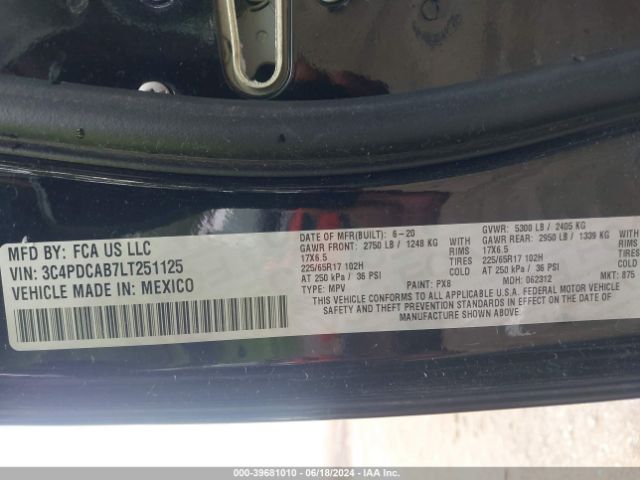 MFD BY: FCA US LLC
VIN: 3C4PDCAB7LT251125
VEHICLE MADE IN: MEXICO
DATE OF MFR(BUILT): 6-20 GVWR: 5300 LB / 2405 KG
GAWR FRONT: 2750 LB / 1248 KG WITH GAWR REAR: 2950 LB / 1339 KG WITH
17X6.5 RIMS 17X6.5 RIMS
225/65R17 102H TIRES 225/65R17 102H TIRES
AT 250 kPa / 36 PSI COLD AT 250 kPa / 36 PSI COLD
TYPE: MPV PAINT: PX8 MDH: 062312 MKT: 875
THIS VEHICLE CONFORMS TO ALL APPLICABLE U.S.A. FEDERAL MOTOR VEHICLE
SAFETY AND THEFT PREVENTION STANDARDS IN EFFECT ON THE DATE OF
MANUFACTURE SHOWN ABOVE.
000-39681010 - 06/18/2024 - IAA Inc.